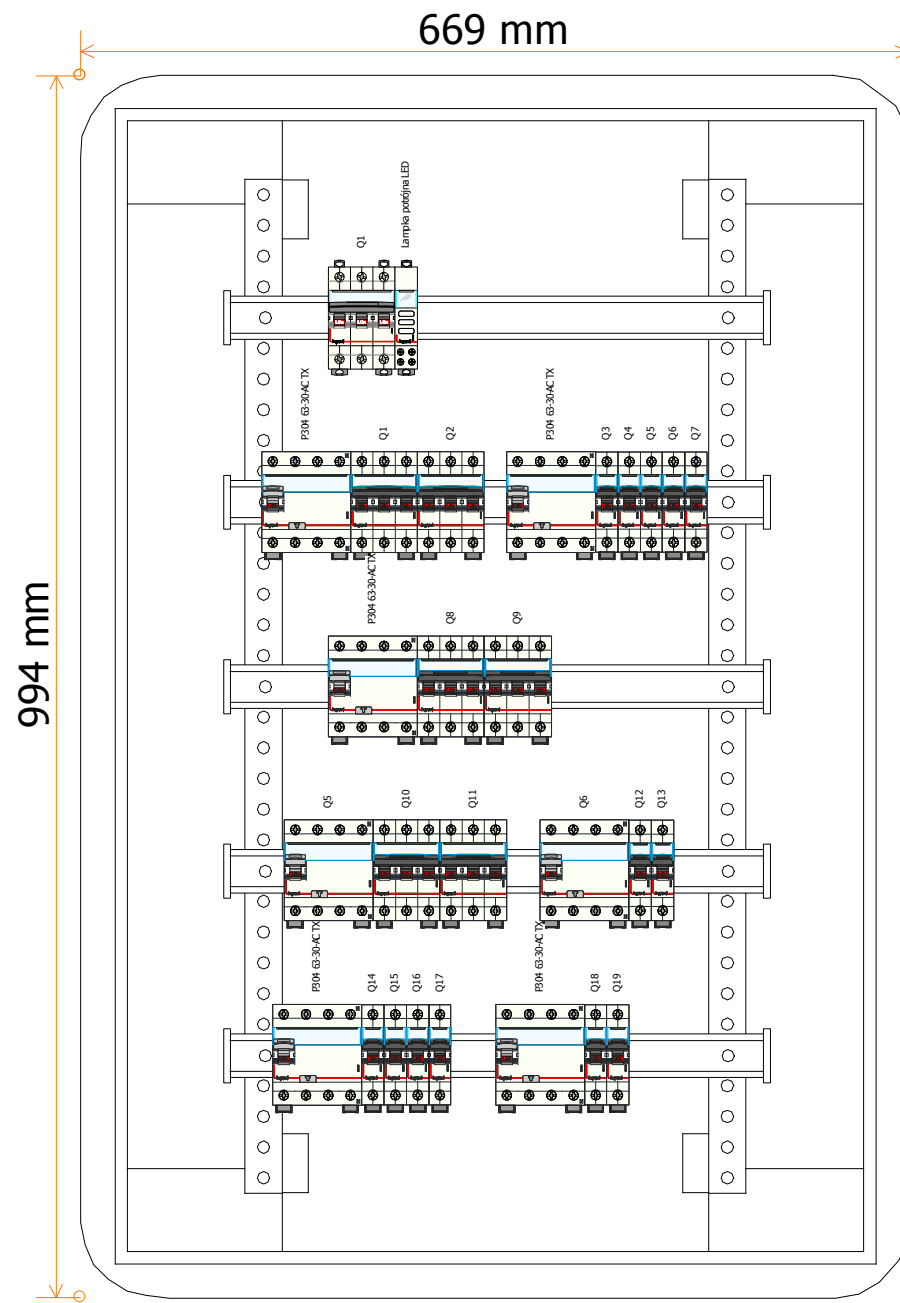 669 mm
994 mm
Q1
Lampka potrójna LED
P304 63-30-AC TX
Q1
Q2
P304 63-30-AC TX
Q3
Q4
Q5
Q6
Q7
P304 63-30-AC TX
Q8
Q9
Q5
Q10
Q11
Q6
Q12
Q13
P304 63-30-AC TX
Q14
Q15
Q16
Q17
P304 63-30-AC TX
Q18
Q19